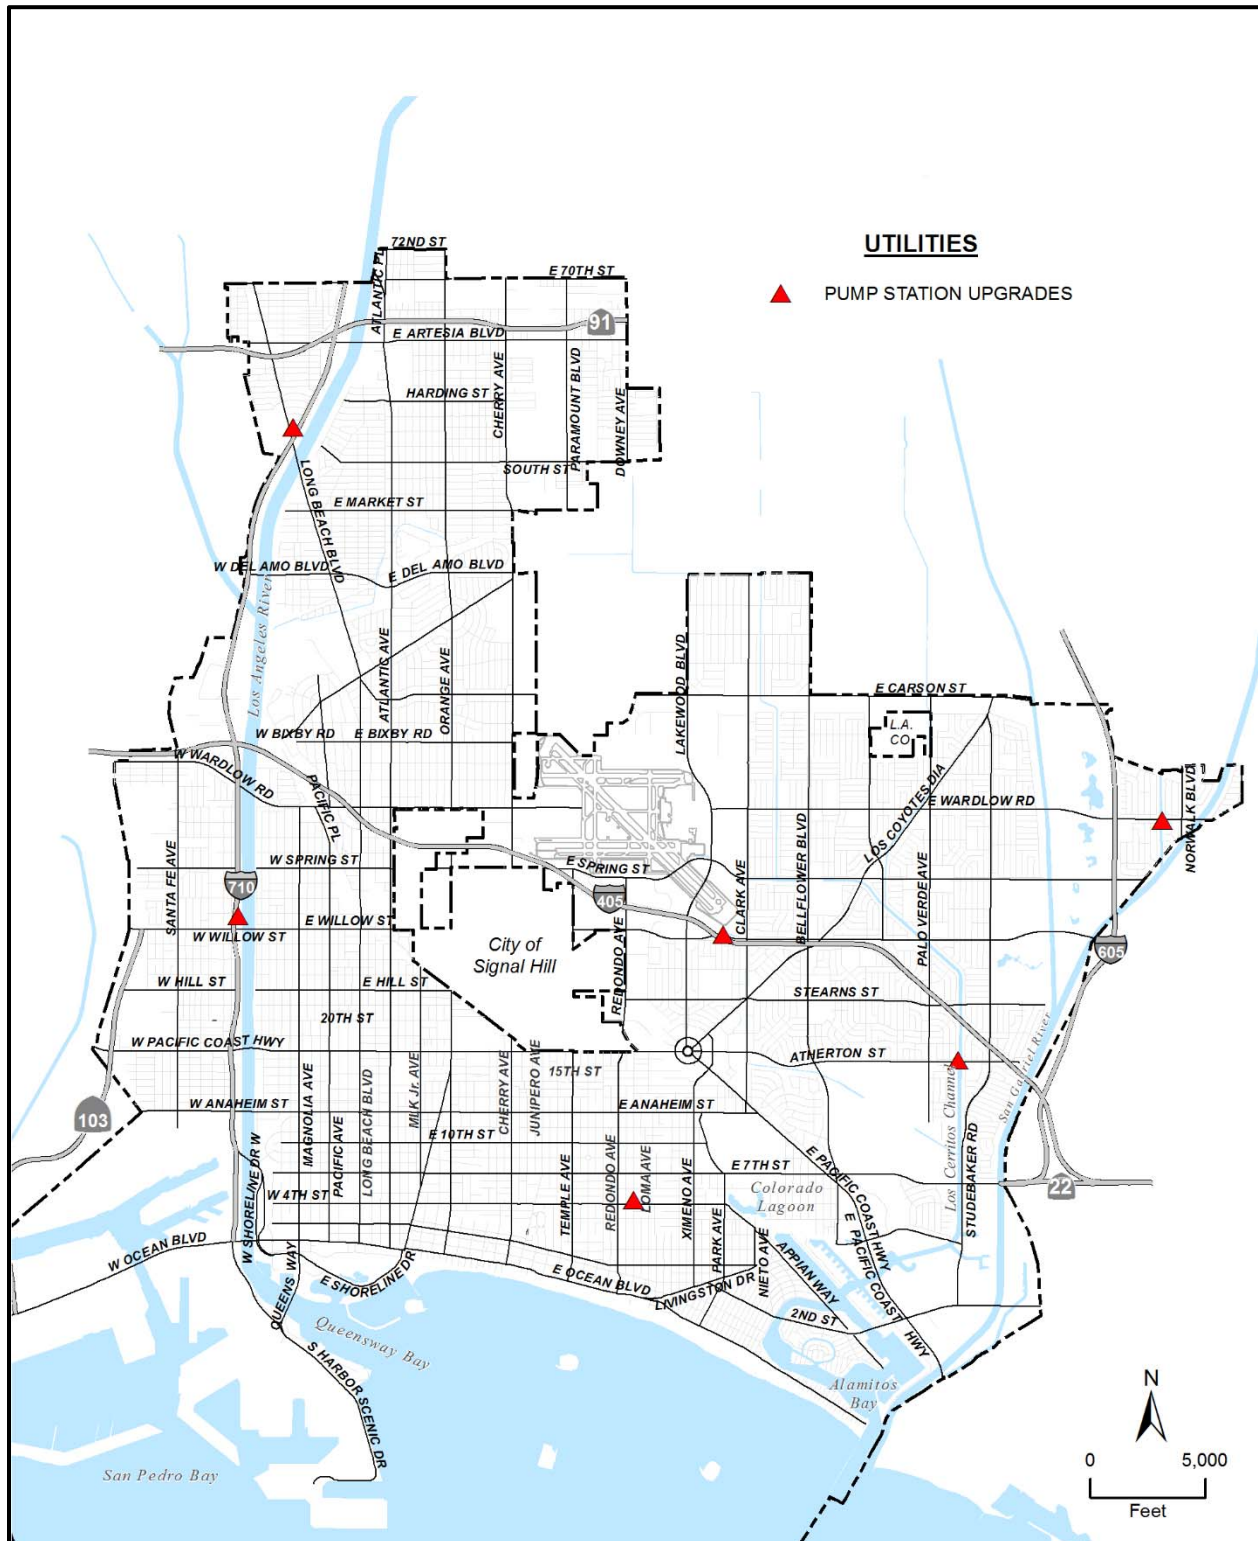 UTILITIES
PUMP STATION UPGRADES
72ND ST
ATLANTIC PL
E 70TH ST
91
E ARTESIA BLVD
CHERRY AVE
PARAMOUNT BLVD
DOWNEY AVE
HARDING ST
SOUTH ST
LONG BEACH BLVD
E MARKET ST
W DEL AMO BLVD
E DEL AMO BLVD
Los Angeles River
ATLANTIC AVE
ORANGE AVE
LAKEWOOD BLVD
E CARSON ST
L.A.
CO
W BIXBY RD
E BIXBY RD
W WARDLOW RD
PACIFIC PL
LOS COYOTES DIA
E WARDLOW RD
NORWALK BLVD
SANTA FE AVE
W SPRING ST
E SPRING ST
710
405
CLARK AVE
BELLFLOWER BLVD
PALO VERDE AVE
E WILLOW ST
W WILLOW ST
City of
Signal Hill
REDONDO AVE
605
W HILL ST
E HILL ST
STEARNS ST
20TH ST
W PACIFIC COAST HWY
ATHERTON ST
San Gabriel River
15TH ST
MAGNOLIA AVE
PACIFIC AVE
LONG BEACH BLVD
MLK Jr. AVE
CHERRY AVE
JUNIPERO AVE
103
W ANAHEIM ST
E ANAHEIM ST
E 10TH ST
Los Cerritos Channel
STUDEBAKER RD
W SHORELINE DR W
TEMPLE AVE
REDONDO AVE
LOMA AVE
XIMENO AVE
E 7TH ST
E PACIFIC COAST HWY
22
W 4TH ST
Colorado
Lagoon
W OCEAN BLVD
QUEENS WAY
E SHORELINE DR
E OCEAN BLVD
LIVINGSTON DR
PARK AVE
NIETO AVE
APPIAN WAY
E PACIFIC COAST HWY
2ND ST
Queensway Bay
S HARBOR SCENIC DR
Alamitos
Bay
San Pedro Bay
N
0 5,000
Feet